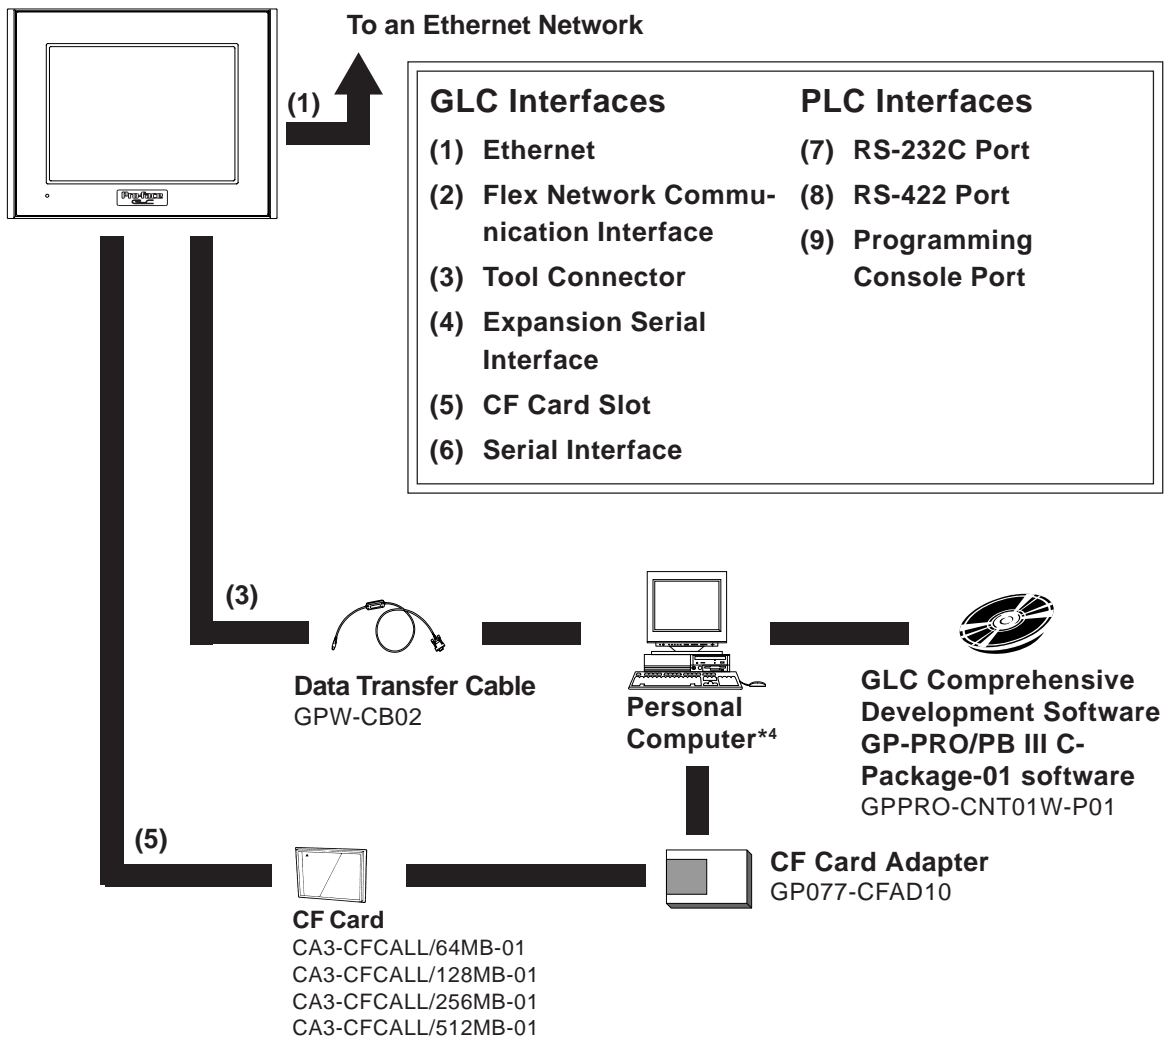 To an Ethernet Network
(1)
Pro-face
GLC
GLC Interfaces
(1) Ethernet
(2) Flex Network Commu-
nication Interface
(3) Tool Connector
(4) Expansion Serial
Interface
(5) CF Card Slot
(6) Serial Interface
PLC Interfaces
(7) RS-232C Port
(8) RS-422 Port
(9) Programming
Console Port
(3)
Data Transfer Cable
GPW-CB02
Personal
Computer*4
GLC Comprehensive
Development Software
GP-PRO/PB III C-
Package-01 software
GPPRO-CNT01W-P01
(5)
CF Card
CA3-CFCALL/64MB-01
CA3-CFCALL/128MB-01
CA3-CFCALL/256MB-01
CA3-CFCALL/512MB-01
CF Card Adapter
GP077-CFAD10